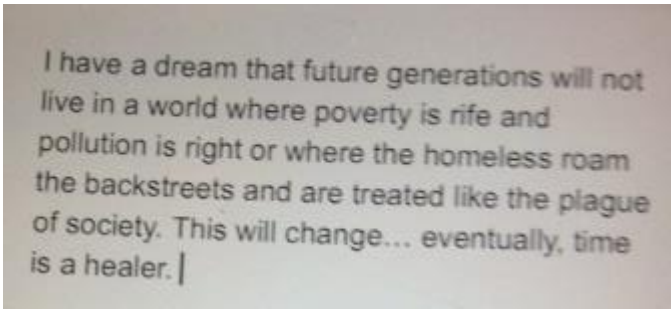 I have a dream that future generations will not
live in a world where poverty is rife and
pollution is right or where the homeless roam
the backstreets and are treated like the plague
of society. This will change... eventually, time
is a healer.